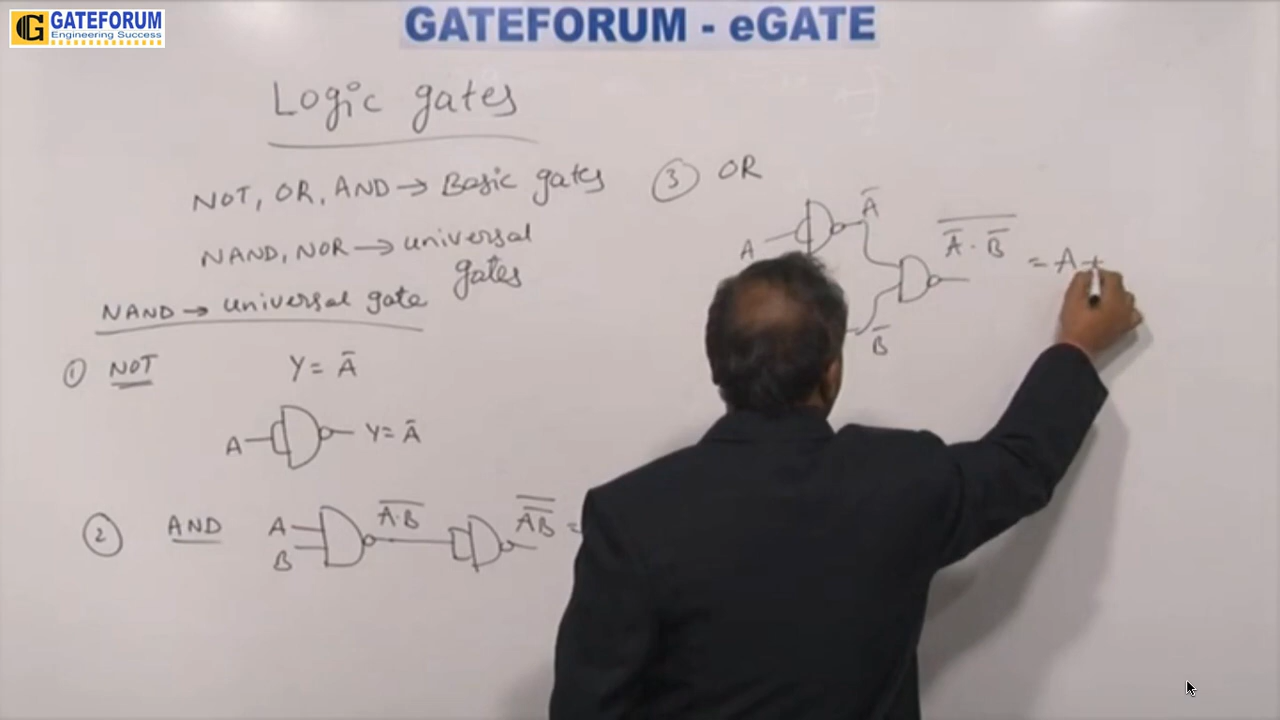 GATEFORUM
Engineering Success
GATEFORUM - eGATE
Logic gates
NOT, OR, AND → Basic gates
NAND, NOR → universal
gates
NAND → universal gate
① NOT Y = Ā
A Y = Ā
② AND A B A̅·̅B̅ A̿B̿ =
③ OR
A Ā
B̄
\overline{Ā · B̄} = A +